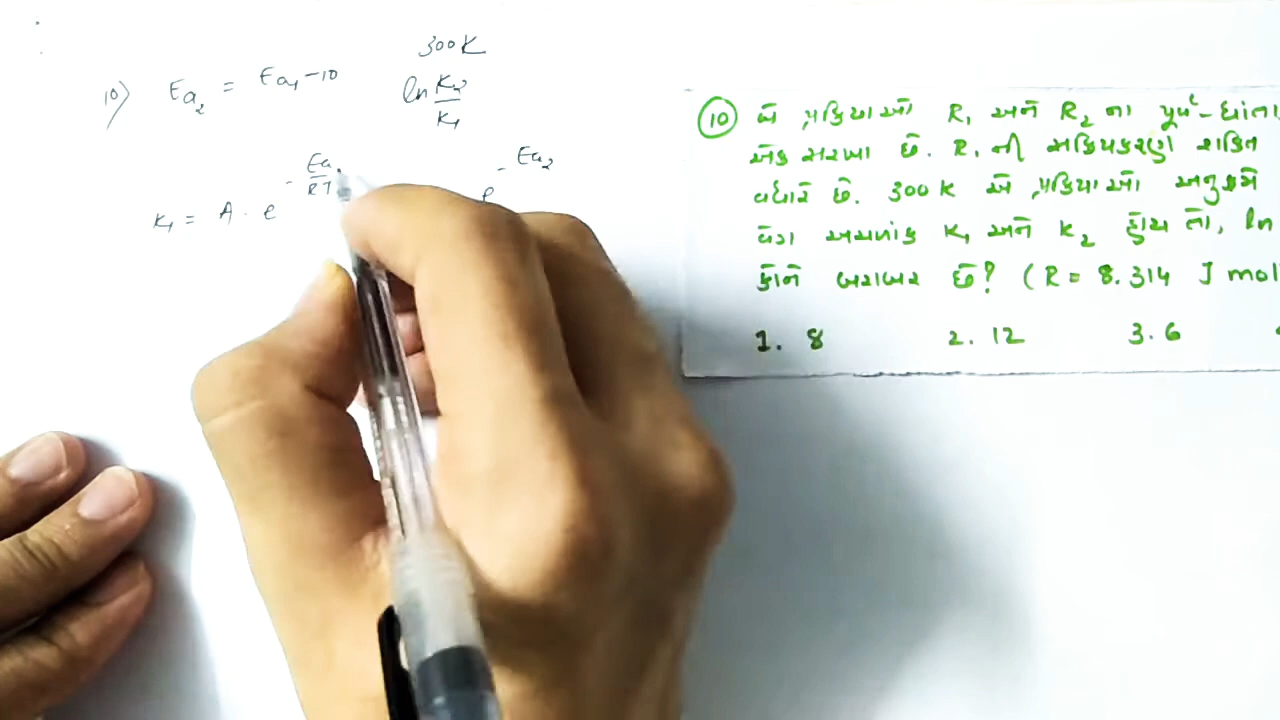 10) Ea₂ = Ea₁ - 10
300K
ln K₂/K₁
K₁ = A · e - Ea/RT
e - Ea₂
10 બે પ્રક્રિયાઓ R₁ અને R₂ ના પૂર્વ-ઘાતા
એક સરખા છે. R₁ ની સક્રિયકરણ શક્તિ
વધારે છે. 300K એ પ્રક્રિયાઓ અનુક્રમે
વેગ અચળાંક K₁ અને K₂ હોય તો, ln
કોને બરાબર છે? (R = 8.314 J mol
1. 8 2. 12 3. 6